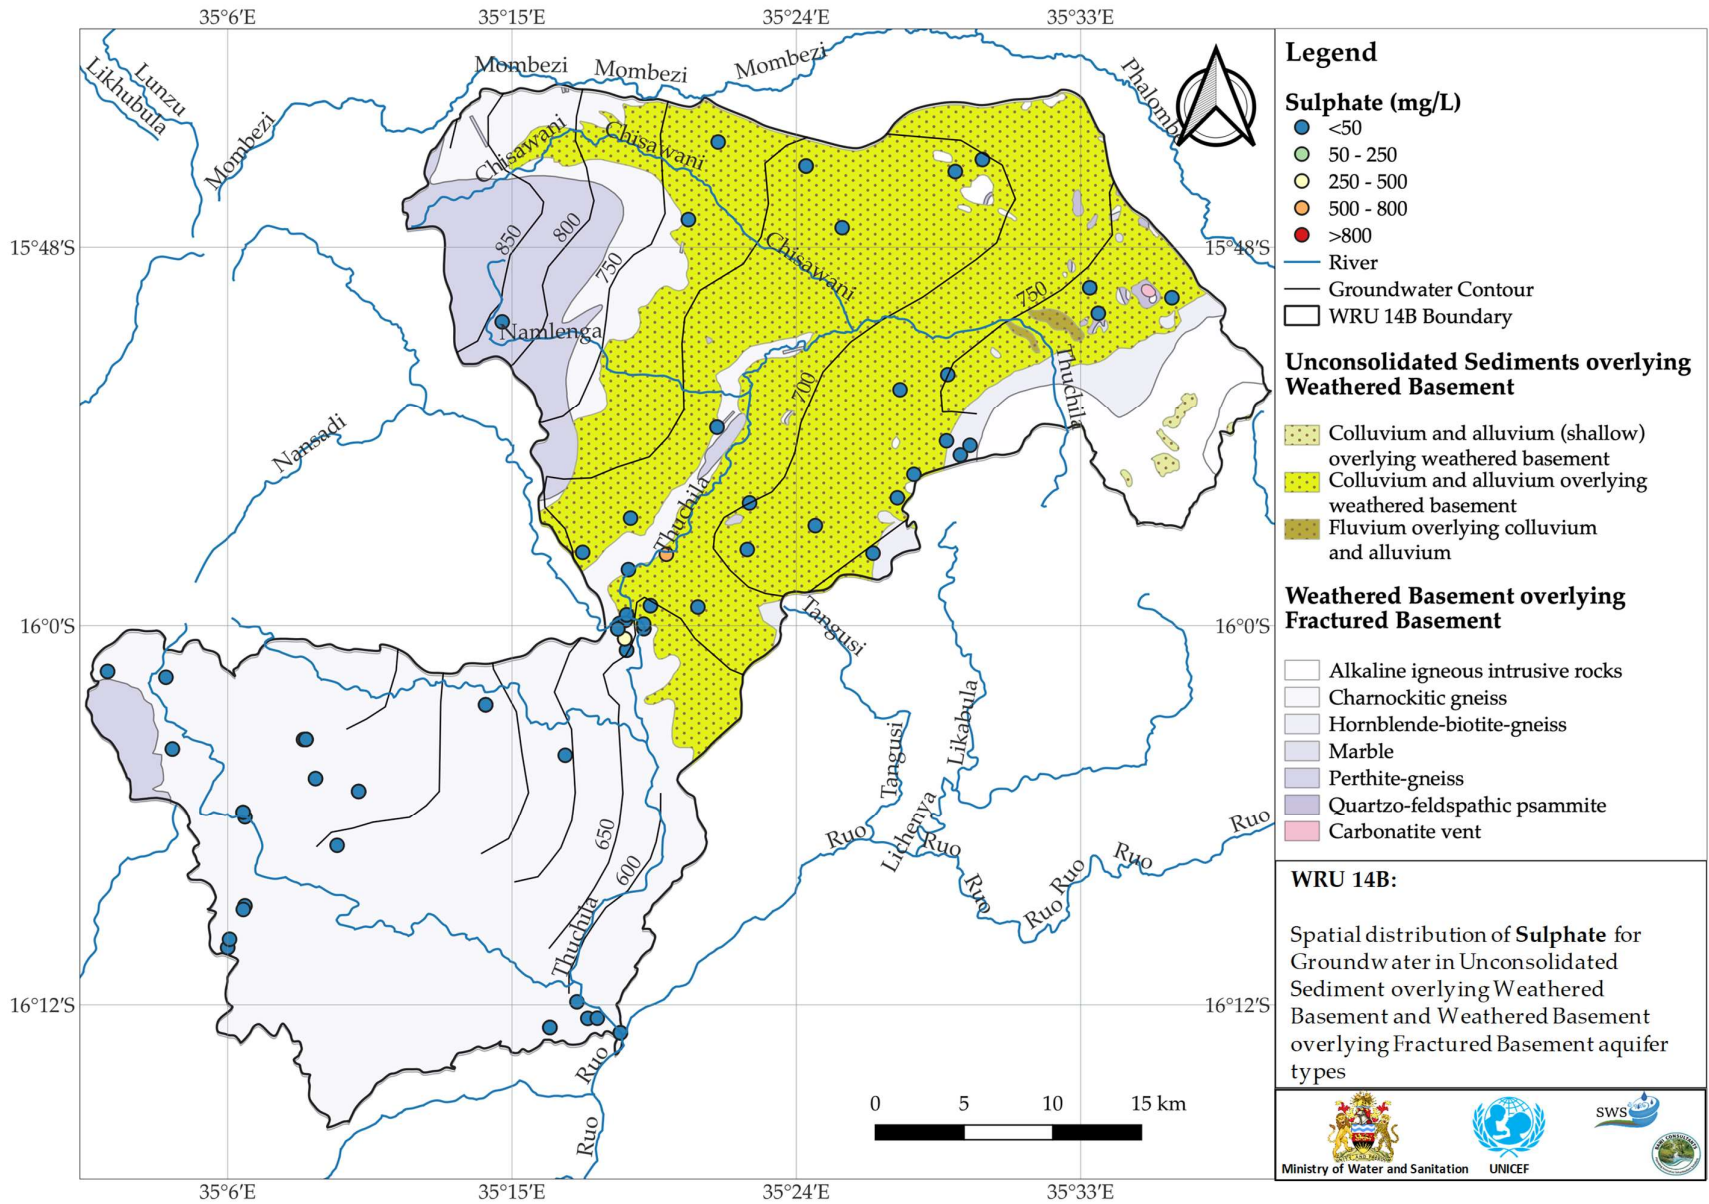 35°6′E
35°15′E
35°24′E
35°33′E
Likhubula
Lunzu
Mombezi
Mombezi
Mombezi
Mombezi
Chisawani
Chisawani
Chisawani
850
800
750
15°48′S
15°48′S
750
Namlenga
700
Thuchila
Nansadi
Thuchila
16°0′S
16°0′S
Tangusi
Tangusi
Likabula
Lichenya
650
600
Thuchila
Ruo
Ruo
Ruo
Ruo
Ruo
Ruo
Ruo
16°12′S
16°12′S
Ruo
Ruo
0 5 10 15 km
35°6′E
35°15′E
35°24′E
35°33′E
Legend
Sulphate (mg/L)
<50
50 - 250
250 - 500
500 - 800
>800
River
Groundwater Contour
WRU 14B Boundary
Unconsolidated Sediments overlying
Weathered Basement
Colluvium and alluvium (shallow)
overlying weathered basement
Colluvium and alluvium overlying
weathered basement
Fluvium overlying colluvium
and alluvium
Weathered Basement overlying
Fractured Basement
Alkaline igneous intrusive rocks
Charnockitic gneiss
Hornblende-biotite-gneiss
Marble
Perthite-gneiss
Quartzo-feldspathic psammite
Carbonatite vent
WRU 14B:
Spatial distribution of Sulphate for
Groundwater in Unconsolidated
Sediment overlying Weathered
Basement and Weathered Basement
overlying Fractured Basement aquifer
types
Ministry of Water and Sanitation
UNICEF
SWS